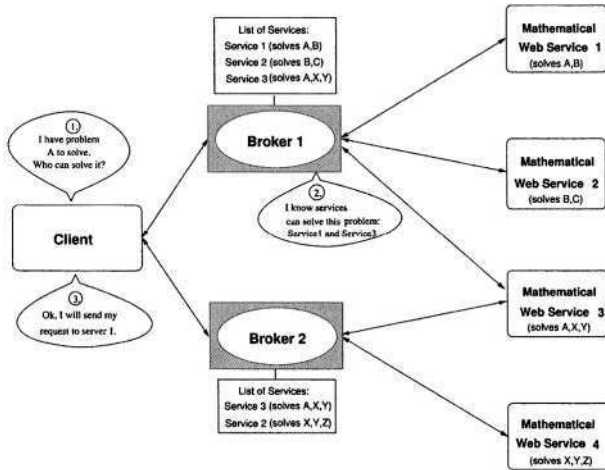 List of Services:
Service 1 (solves A,B)
Service 2 (solves B,C)
Service 3 (solves A,X,Y)
Mathematical
Web Service 1
(solves A,B)
1.
I have problem
A to solve.
Who can solve it?
Broker 1
Mathematical
Web Service 2
(solves B,C)
2.
I know services
can solve this problem:
Service1 and
Client
3.
Ok, I will send my
request to server 1.
Mathematical
Web Service 3
(solves A,X,Y)
Broker 2
List of Services:
Service 3 (solves A,X,Y)
Service 2 (solves X,Y,Z)
Mathematical
Web Service 4
(solves X,Y,Z)